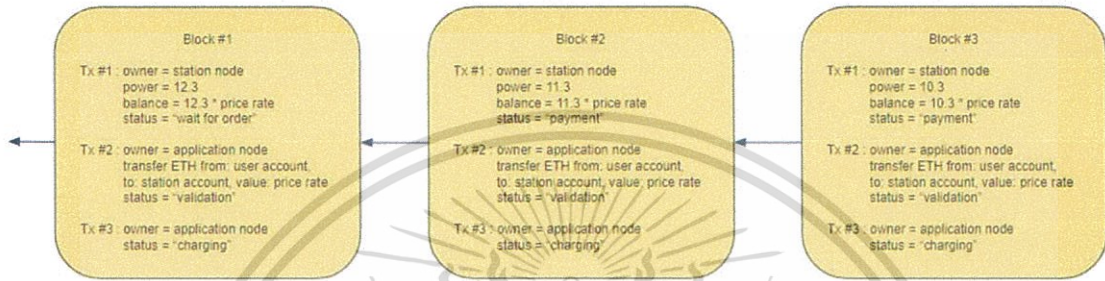 Block #1
Tx #1 : owner = station node
power = 12.3
balance = 12.3 * price rate
status = "wait for order"
Tx #2 : owner = application node
transfer ETH from: user account,
to: station account, value: price rate
status = "validation"
Tx #3 : owner = application node
status = "charging"
Block #2
Tx #1 : owner = station node
power = 11.3
balance = 11.3 * price rate
status = "payment"
Tx #2 : owner = application node
transfer ETH from: user account,
to: station account, value: price rate
status = "validation"
Tx #3 : owner = application node
status = "charging"
Block #3
Tx #1 : owner = station node
power = 10.3
balance = 10.3 * price rate
status = "payment"
Tx #2 : owner = application node
transfer ETH from: user account,
to: station account, value: price rate
status = "validation"
Tx #3 : owner = application node
status = "charging"